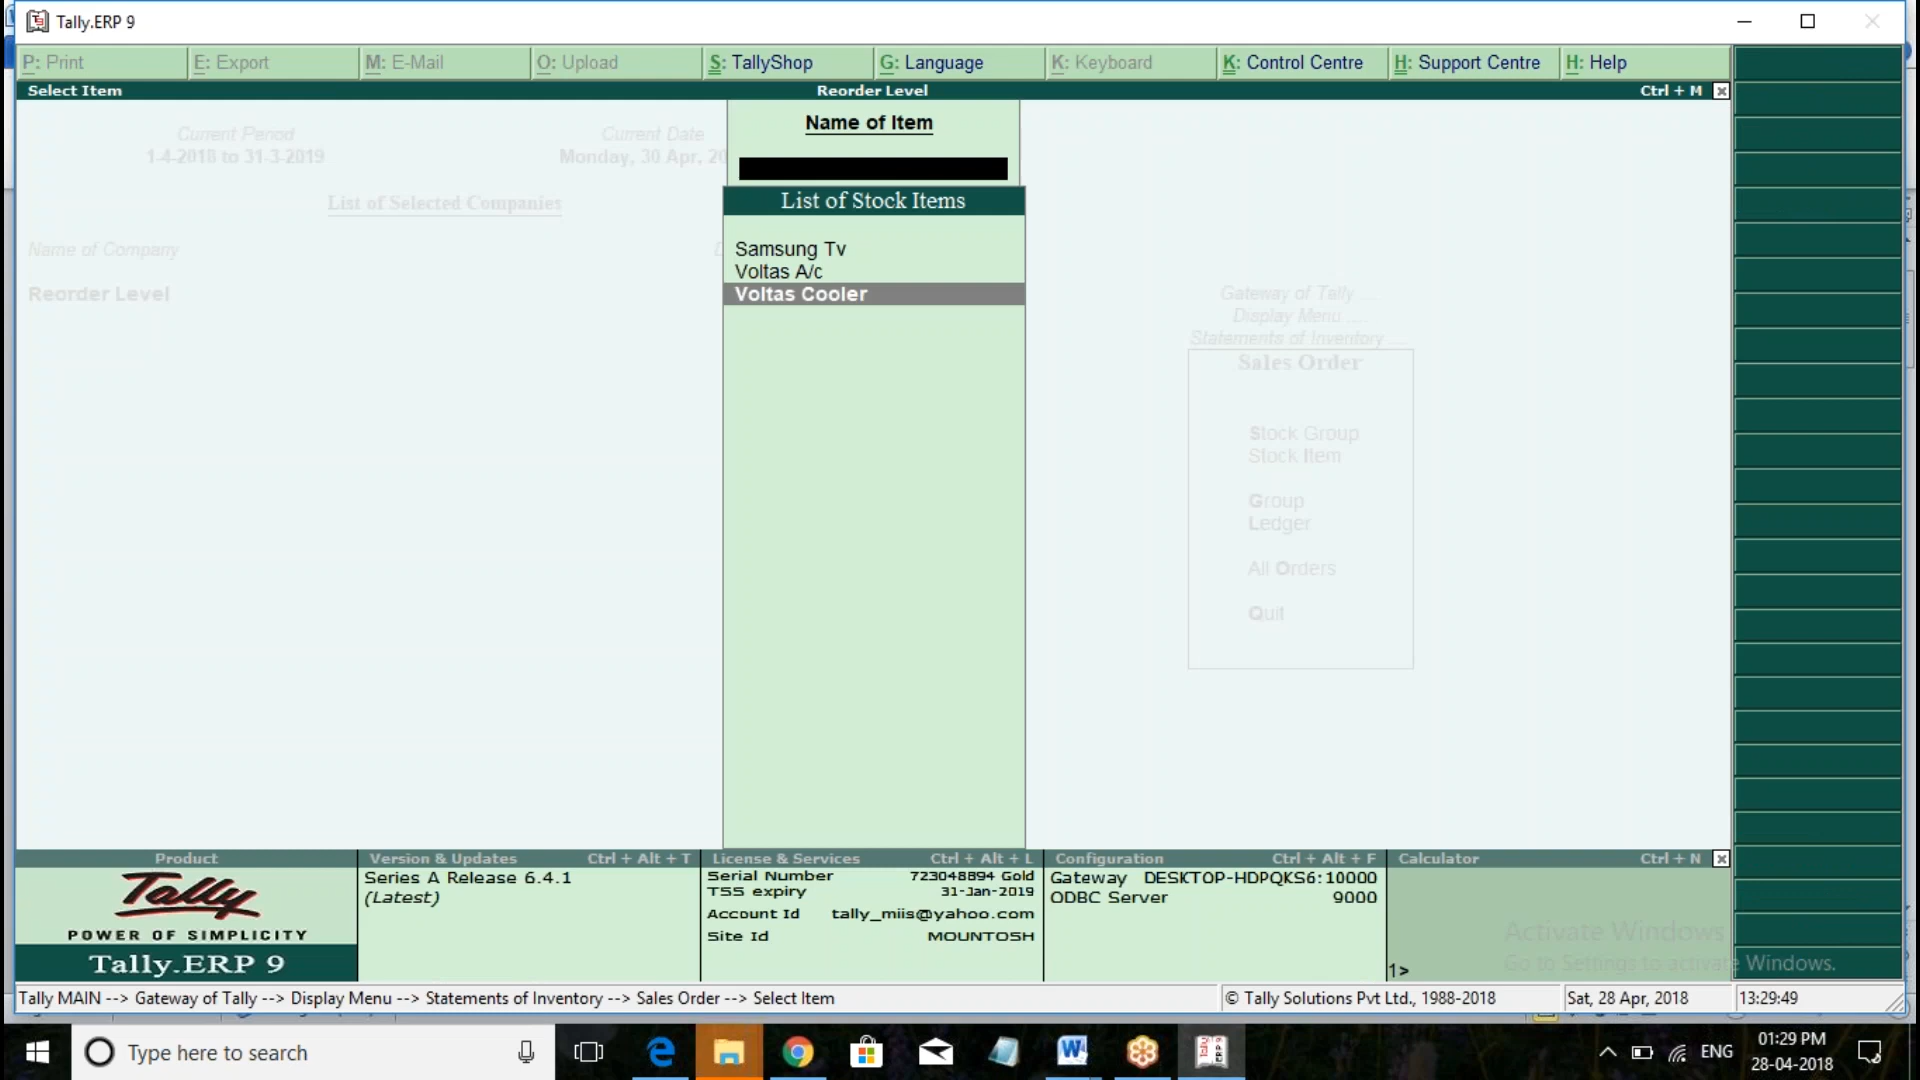 Tally.ERP 9
P: Print E: Export M: E-Mail O: Upload S: TallyShop G: Language K: Keyboard K: Control Centre H: Support Centre H: Help
Select Item Reorder Level Ctrl + M
Current Period Current Date
1-4-2018 to 31-3-2019 Monday, 30 Apr, 20
List of Selected Companies
Name of Company
Reorder Level
Name of Item
List of Stock Items
Samsung Tv
Voltas A/c
Voltas Cooler
Gateway of Tally .....
Display Menu .....
Statements of Inventory .....
Sales Order
Stock Group
Stock Item
Group
Ledger
All Orders
Quit
Product
Tally
POWER OF SIMPLICITY
Tally.ERP 9
Version & Updates Ctrl + Alt + T
Series A Release 6.4.1
(Latest)
License & Services Ctrl + Alt + L
Serial Number 723048894 Gold
TSS expiry 31-Jan-2019
Account Id tally_miis@yahoo.com
Site Id MOUNTOSH
Configuration Ctrl + Alt + F
Gateway DESKTOP-HDPQKS6:10000
ODBC Server 9000
Calculator Ctrl + N
1>
Activate Windows
Go to Settings to activate Windows.
Tally MAIN --> Gateway of Tally --> Display Menu --> Statements of Inventory --> Sales Order --> Select Item
© Tally Solutions Pvt Ltd., 1988-2018 Sat, 28 Apr, 2018 13:29:49
Type here to search
ENG
01:29 PM
28-04-2018